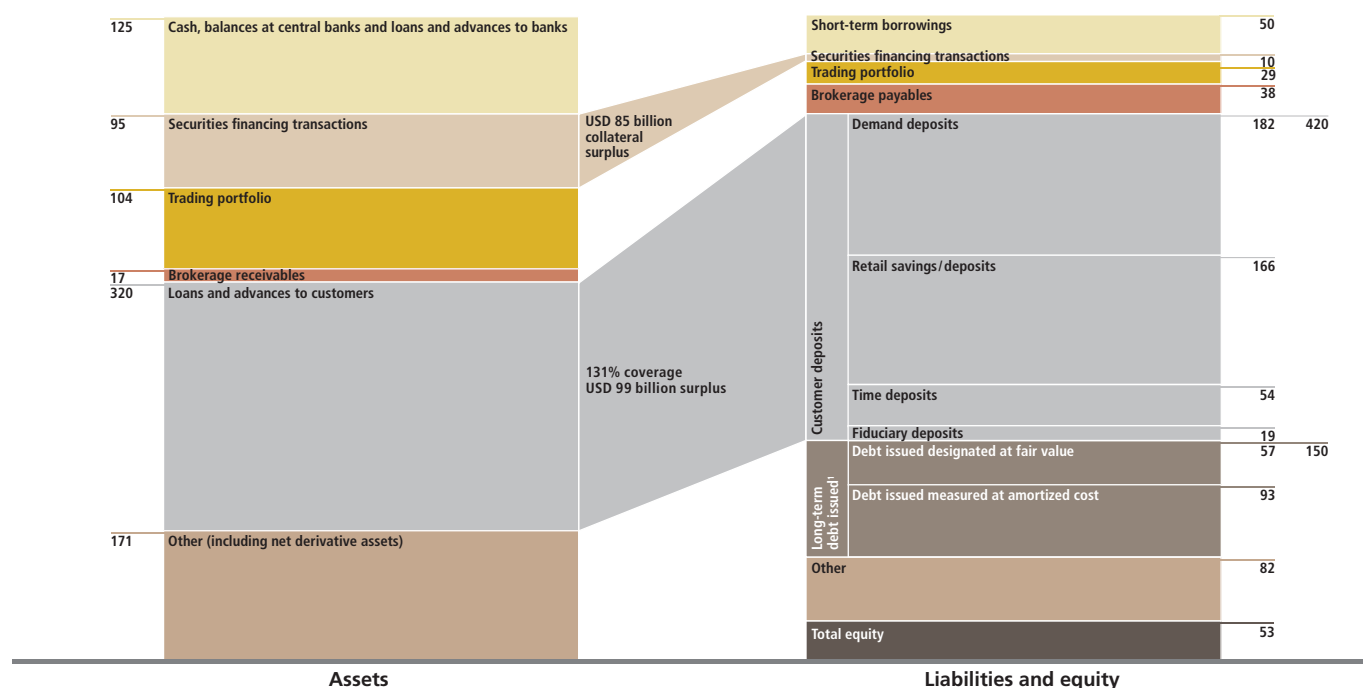 125 Cash, balances at central banks and loans and advances to banks
95 Securities financing transactions
104 Trading portfolio
17 Brokerage receivables
320 Loans and advances to customers
171 Other (including net derivative assets)
USD 85 billion
collateral
surplus
131% coverage
USD 99 billion surplus
Short-term borrowings 50
Securities financing transactions 10
Trading portfolio 29
Brokerage payables 38
Customer deposits
Demand deposits 182 420
Retail savings/deposits 166
Time deposits 54
Fiduciary deposits 19
Long-term
debt issued¹
Debt issued designated at fair value 57 150
Debt issued measured at amortized cost 93
Other 82
Total equity 53
Assets
Liabilities and equity